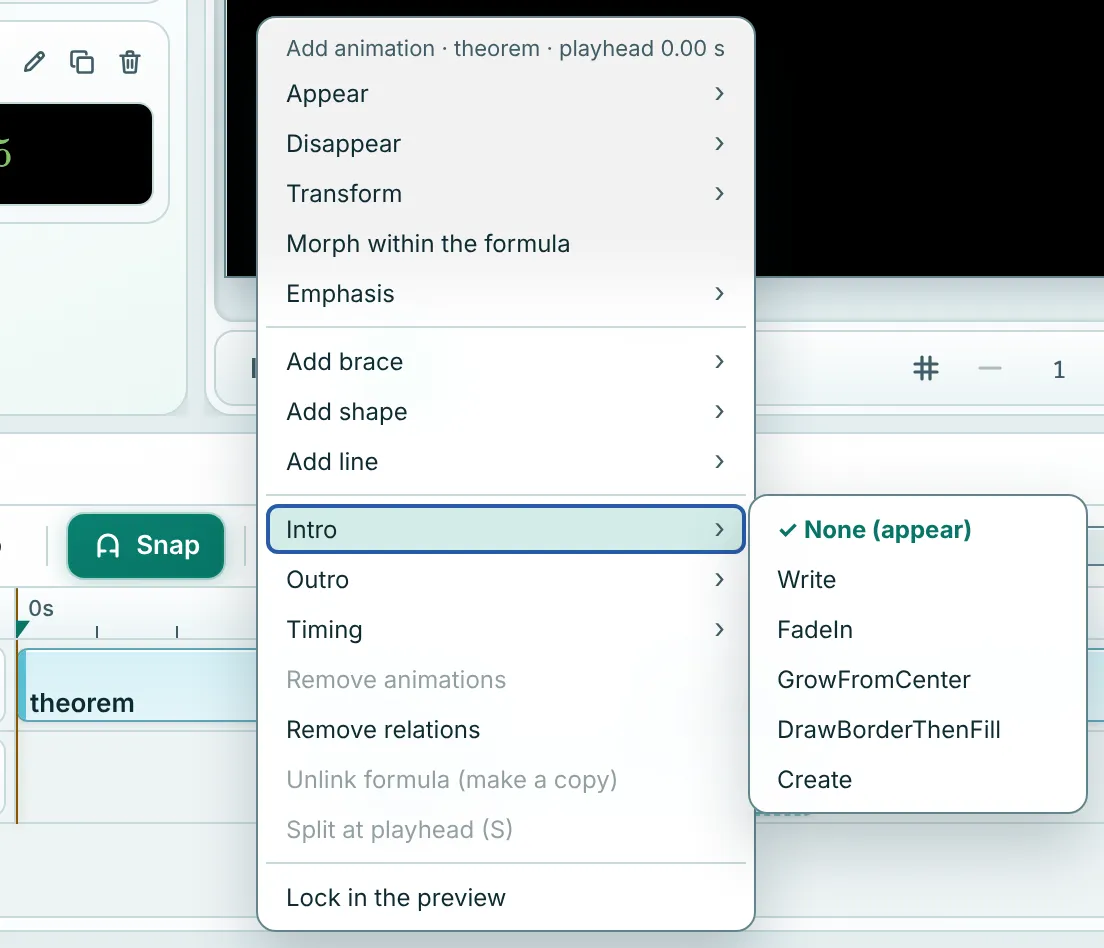 5
Add animation · theorem · playhead 0.00 s
Appear
Disappear
Transform
Morph within the formula
Emphasis
Add brace
Add shape
Add line
1
Intro
Outro
Timing
Remove animations
Remove relations
Unlink formula (make a copy)
Split at playhead (S)
Lock in the preview
✓ None (appear)
Write
FadeIn
GrowFromCenter
DrawBorderThenFill
Create
Snap
0s
theorem